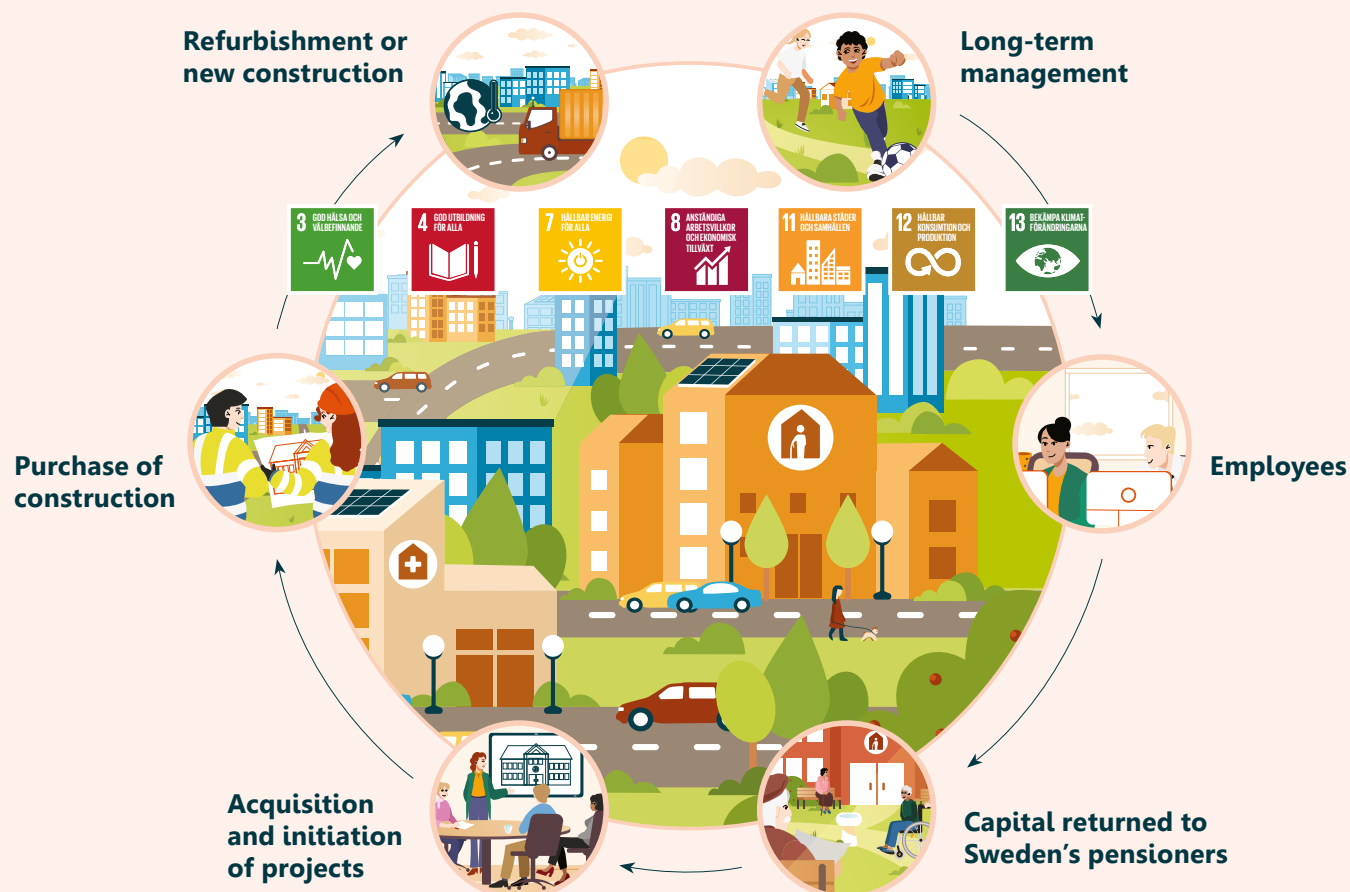 Refurbishment or
new construction
Long-term
management
3 GOD HÄLSA OCH
VÄLBEFINNANDE
4 GOD UTBILDNING
FÖR ALLA
7 HÅLLBAR ENERGI
FÖR ALLA
8 ANSTÄNDIGA
ARBETSVILLKOR
OCH EKONOMISK
TILLVÄXT
11 HÅLLBARA STÄDER
OCH SAMHÄLLEN
12 HÅLLBAR
KONSUMTION OCH
PRODUKTION
13 BEKÄMPA KLIMAT-
FÖRÄNDRINGARNA
Purchase of
construction
Employees
Acquisition
and initiation
of projects
Capital returned to
Sweden’s pensioners